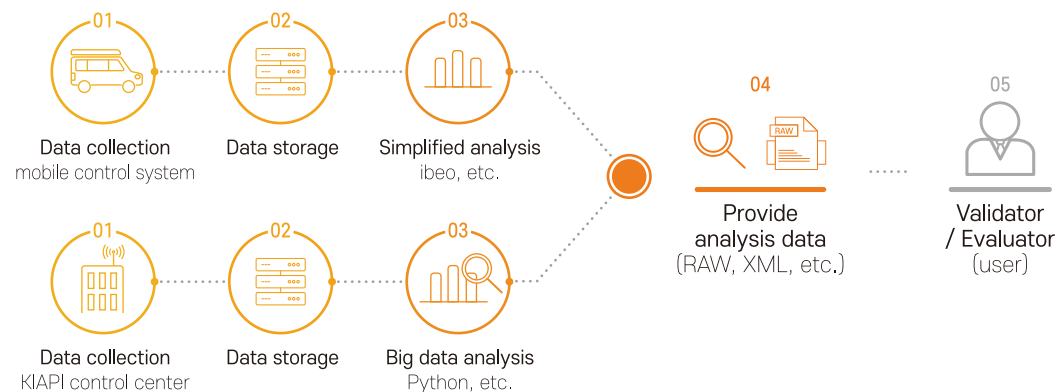 01
02
03
Data collection
mobile control system
Data storage
Simplified analysis
ibeo, etc.
01
02
03
Data collection
KIAPI control center
Data storage
Big data analysis
Python, etc.
04
RAW
Provide
analysis data
(RAW, XML, etc.)
05
Validator
/ Evaluator
(user)